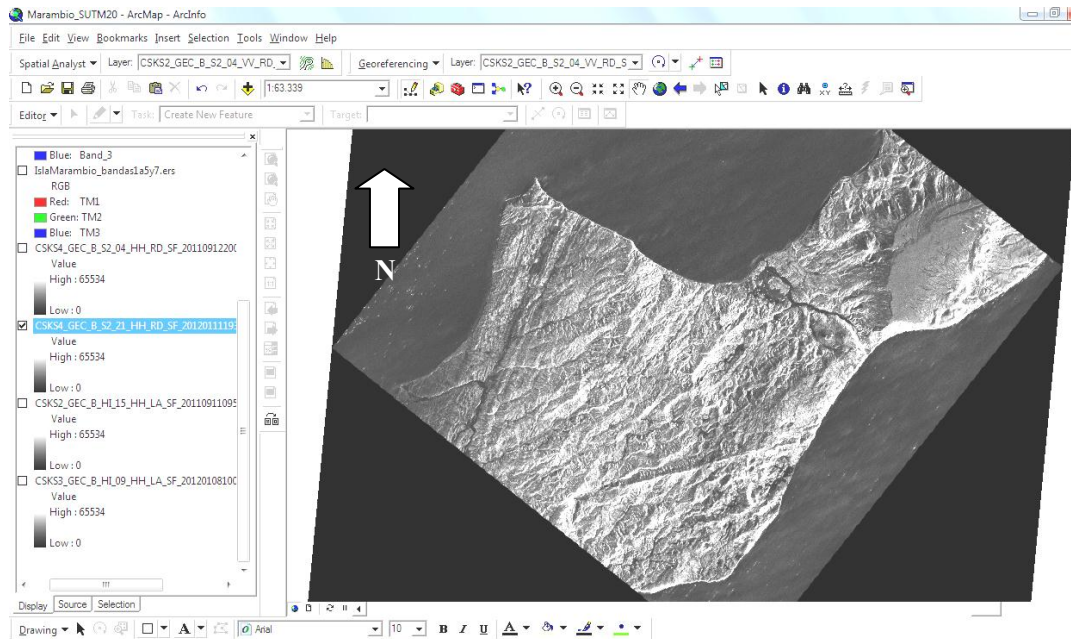 Marambio_SUTM20 - ArcMap - ArcInfo
File Edit View Bookmarks Insert Selection Tools Window Help
Spatial Analyst Layer: CSKS2_GEC_B_S2_04_VV_RD_ Georeferencing Layer: CSKS2_GEC_B_S2_04_VV_RD_S
1:63.339
Editor Task: Create New Feature Target:
Blue: Band_3
IslaMarambio_bandas1a5y7.ers
RGB
Red: TM1
Green: TM2
Blue: TM3
CSKS4_GEC_B_S2_04_HH_RD_SF_2011091220
Value
High : 65534
Low : 0
CSKS4_GEC_B_S2_21_HH_RD_SF_2012011119
Value
High : 65534
Low : 0
CSKS2_GEC_B_HI_15_HH_LA_SF_2011091109
Value
High : 65534
Low : 0
CSKS3_GEC_B_HI_09_HH_LA_SF_2012010810
Value
High : 65534
Low : 0
N
Display Source Selection
Drawing A Arial 10 B I U A